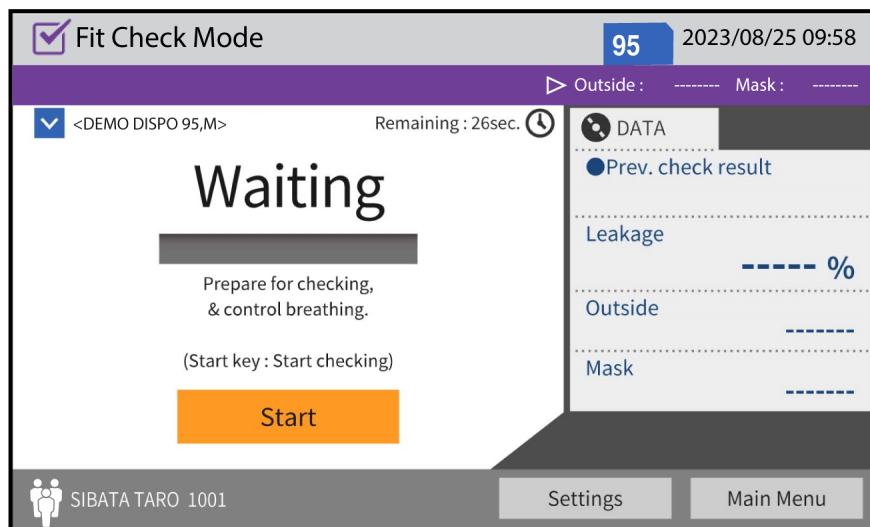 Fit Check Mode
95
2023/08/25 09:58
Outside : -------- Mask : --------
<DEMO DISPO 95,M>
Remaining : 26sec.
Waiting
Prepare for checking,
& control breathing.
(Start key : Start checking)
Start
DATA
●Prev. check result
Leakage
----- %
Outside
-------
Mask
-------
SIBATA TARO 1001
Settings
Main Menu